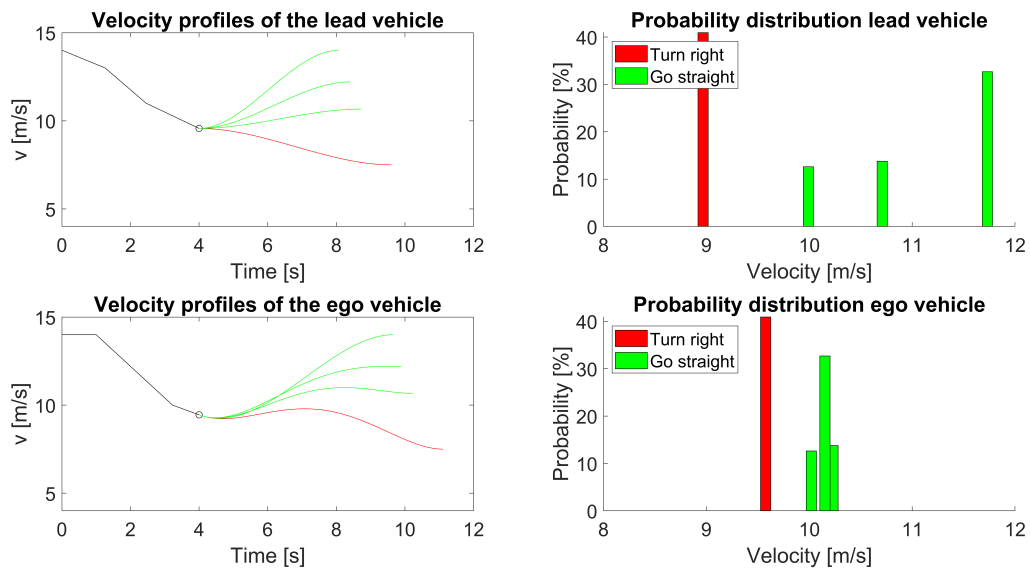 Velocity profiles of the lead vehicle
15
10
5
v [m/s]
0 2 4 6 8 10 12
Time [s]
Probability distribution lead vehicle
40
30
20
10
0
Probability [%]
Turn right
Go straight
8 9 10 11 12
Velocity [m/s]
Velocity profiles of the ego vehicle
15
10
5
v [m/s]
0 2 4 6 8 10 12
Time [s]
Probability distribution ego vehicle
40
30
20
10
0
Probability [%]
Turn right
Go straight
8 9 10 11 12
Velocity [m/s]